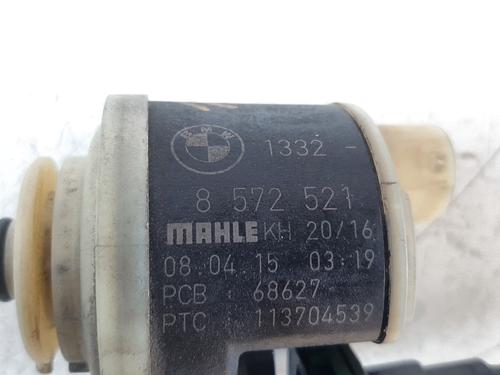 BMW
1332 -
8 572 521
MAHLE KH 20/16
08.04.15 03:19
PCB : 68627
PTC : 113704539